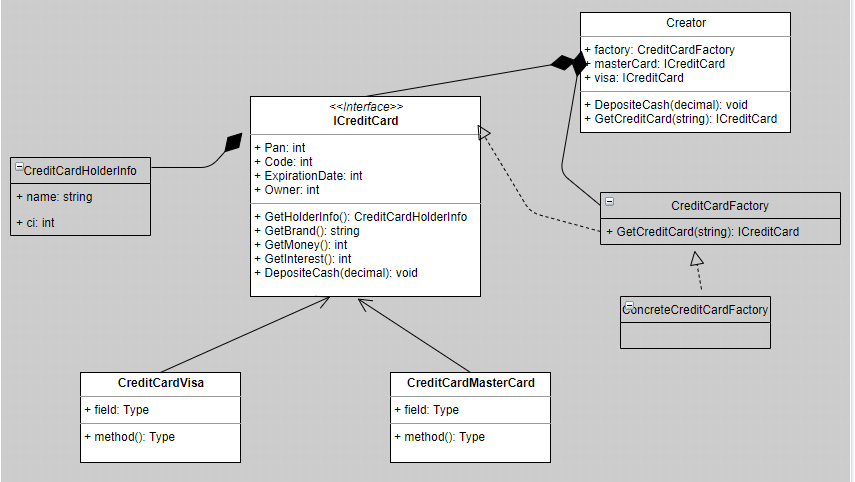 Creator
+ factory: CreditCardFactory
+ masterCard: ICreditCard
+ visa: ICreditCard
+ DepositeCash(decimal): void
+ GetCreditCard(string): ICreditCard
<<Interface>>
ICreditCard
+ Pan: int
+ Code: int
+ ExpirationDate: int
+ Owner: int
+ GetHolderInfo(): CreditCardHolderInfo
+ GetBrand(): string
+ GetMoney(): int
+ GetInterest(): int
+ DepositeCash(decimal): void
CreditCardHolderInfo
+ name: string
+ ci: int
CreditCardFactory
+ GetCreditCard(string): ICreditCard
ConcreteCreditCardFactory
CreditCardVisa
+ field: Type
+ method(): Type
CreditCardMasterCard
+ field: Type
+ method(): Type